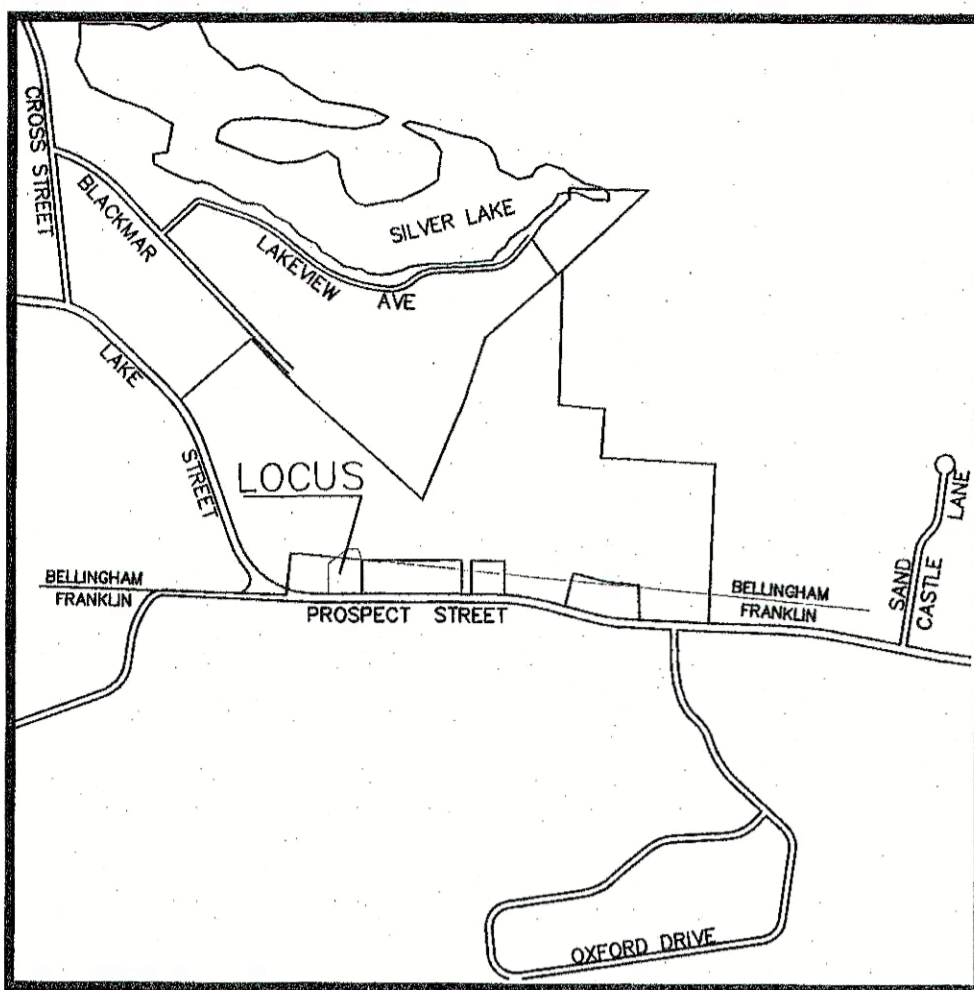 CROSS STREET
BLACKMAR
SILVER LAKE
LAKEVIEW
AVE
LAKE
STREET
LOCUS
SAND
CASTLE
LANE
BELLINGHAM
FRANKLIN
BELLINGHAM
FRANKLIN
PROSPECT STREET
OXFORD DRIVE